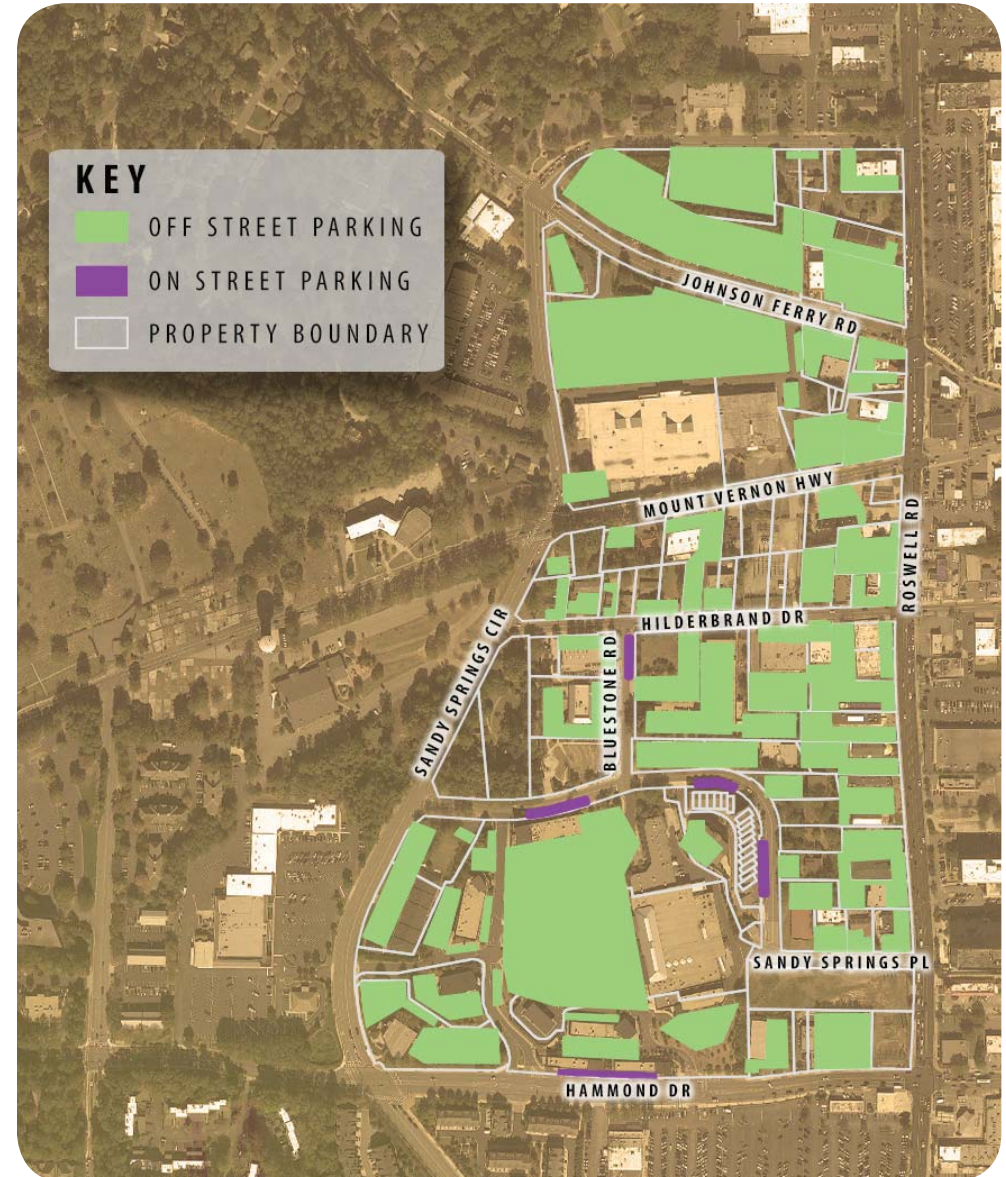 KEY
OFF STREET PARKING
ON STREET PARKING
PROPERTY BOUNDARY
JOHNSON FERRY RD
MOUNT VERNON HWY
ROSWELL RD
HILDERBRAND DR
SANDY SPRINGS CIR
BLUESTONE RD
SANDY SPRINGS PL
HAMMOND DR